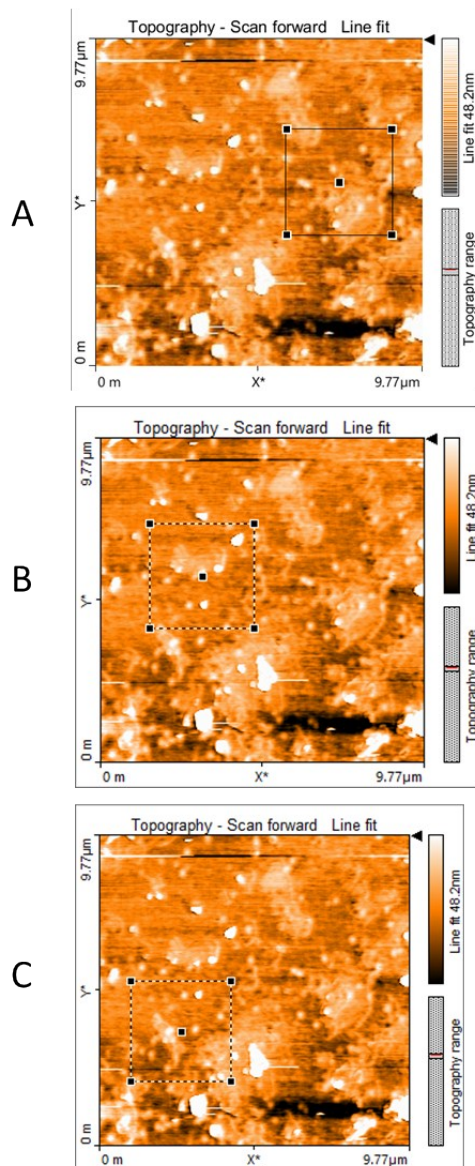 Topography - Scan forward Line fit
9.77µm
Line fit 48.2nm
A
Y*
Topography range
0 m
0 m X* 9.77µm
Topography - Scan forward Line fit
9.77µm
Line fit 48.2nm
B
Y*
Topography range
0 m
0 m X* 9.77µm
Topography - Scan forward Line fit
9.77µm
Line fit 48.2nm
C
Y*
Topography range
0 m
0 m X* 9.77µm